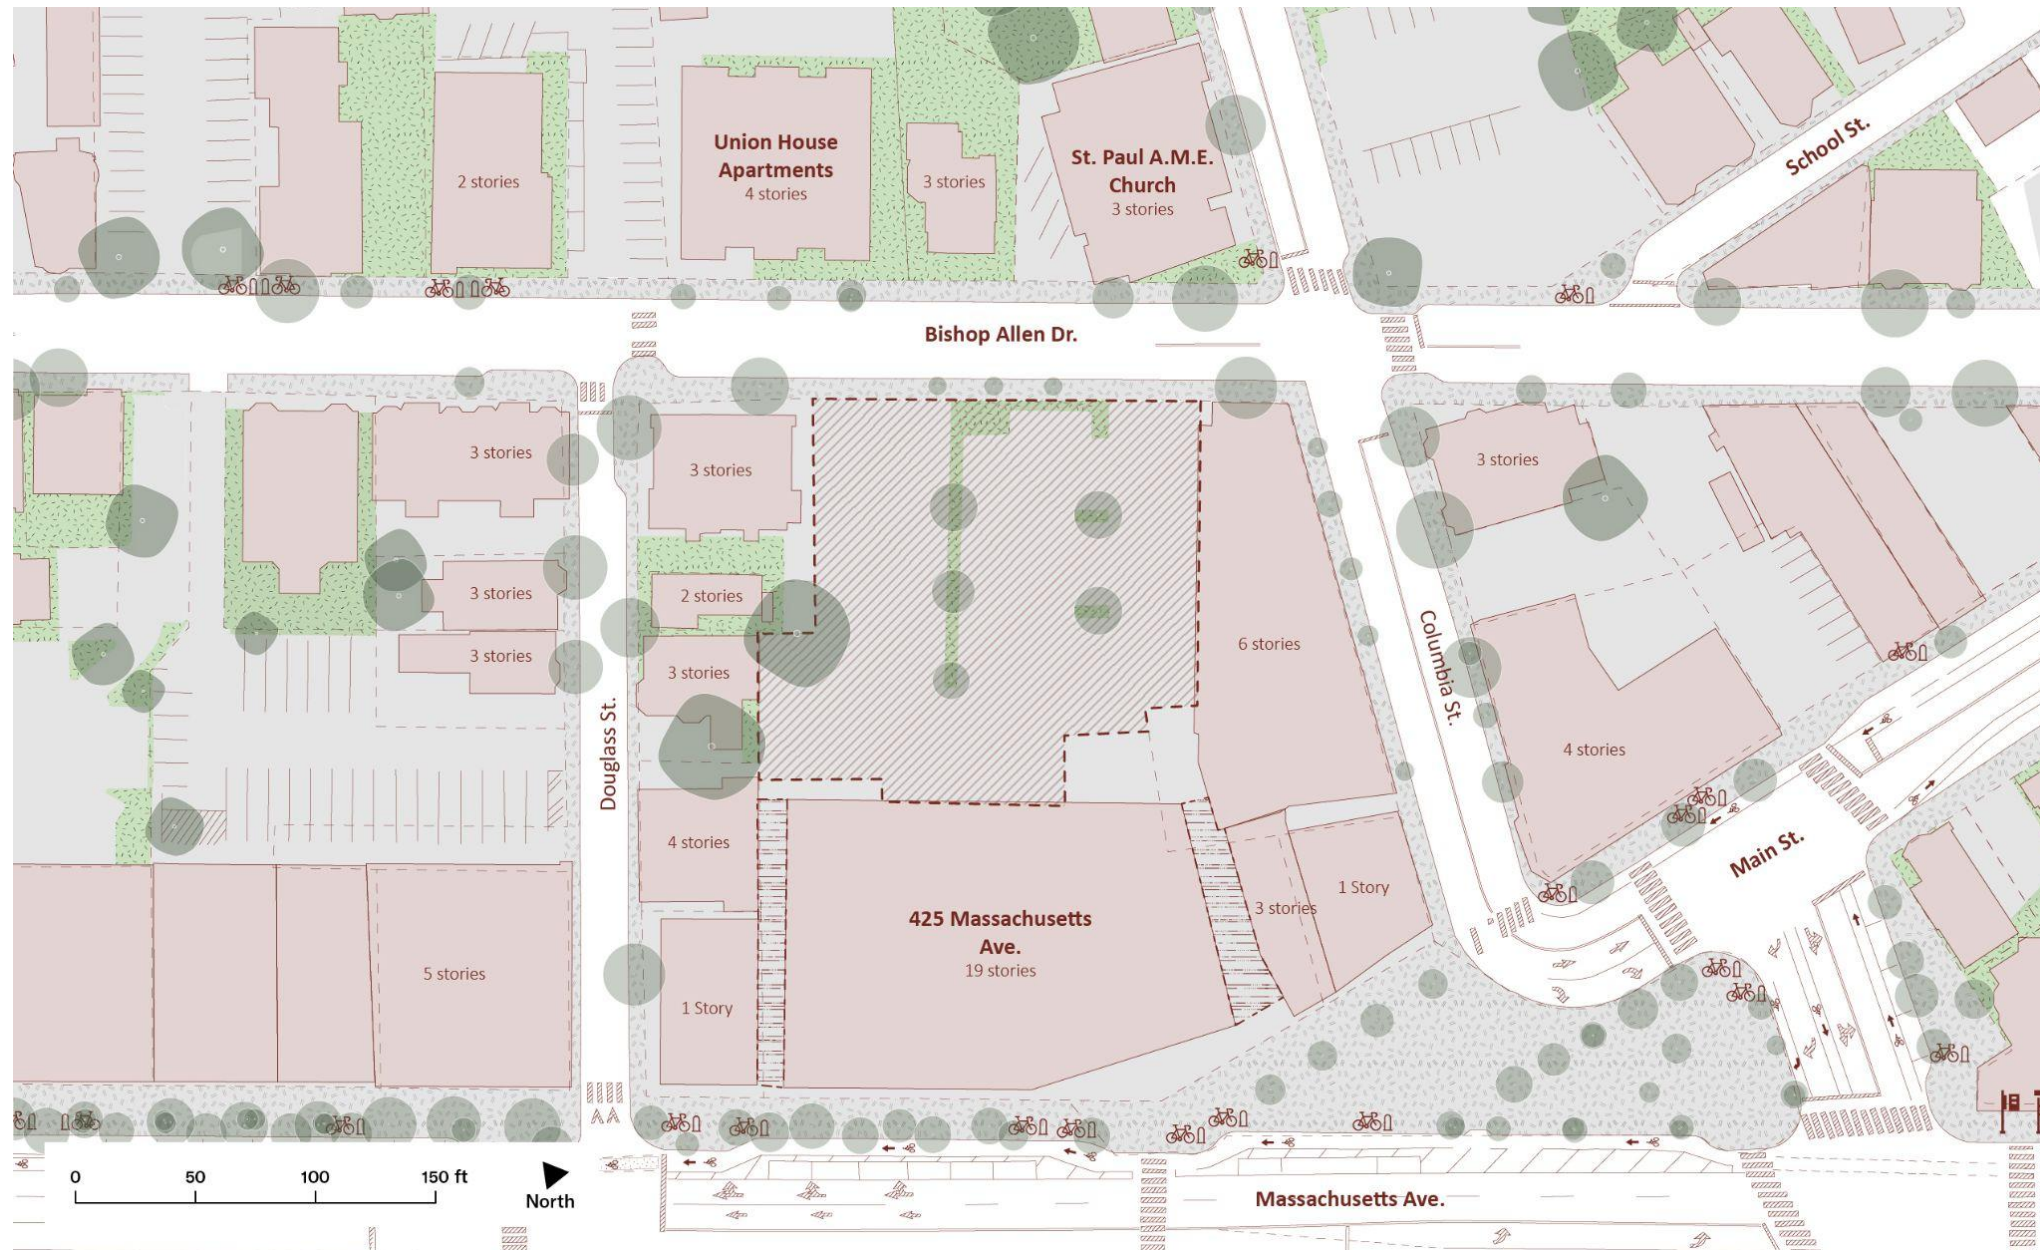 School St.
Union House
Apartments
4 stories
St. Paul A.M.E.
Church
3 stories
2 stories
3 stories
Bishop Allen Dr.
3 stories
3 stories
3 stories
2 stories
3 stories
3 stories
6 stories
Columbia St.
3 stories
3 stories
Douglass St.
4 stories
4 stories
Main St.
1 Story
3 stories
425 Massachusetts
Ave.
19 stories
5 stories
1 Story
0 50 100 150 ft
North
Massachusetts Ave.